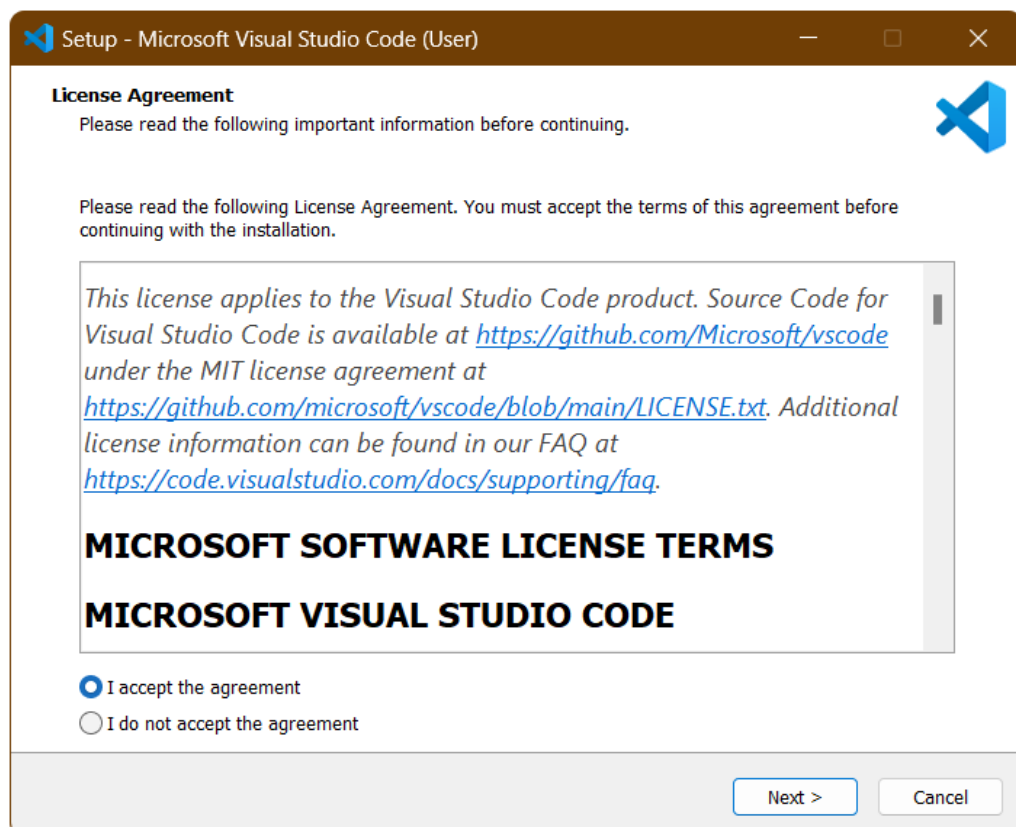 Setup - Microsoft Visual Studio Code (User)
License Agreement
Please read the following important information before continuing.
Please read the following License Agreement. You must accept the terms of this agreement before
continuing with the installation.
This license applies to the Visual Studio Code product. Source Code for
Visual Studio Code is available at https://github.com/Microsoft/vscode
under the MIT license agreement at
https://github.com/microsoft/vscode/blob/main/LICENSE.txt. Additional
license information can be found in our FAQ at
https://code.visualstudio.com/docs/supporting/faq.
MICROSOFT SOFTWARE LICENSE TERMS
MICROSOFT VISUAL STUDIO CODE
I accept the agreement
I do not accept the agreement
Next >
Cancel